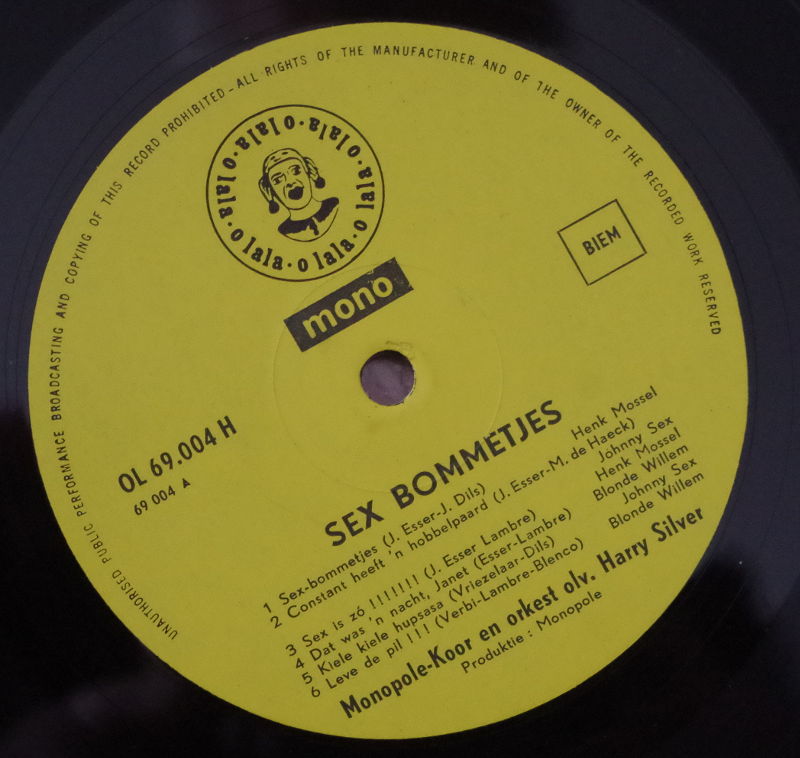 UNAUTHORISED PUBLIC PERFORMANCE BROADCASTING AND COPYING OF THIS RECORD PROHIBITED – ALL RIGHTS OF THE MANUFACTURER AND OF THE OWNER OF THE RECORDED WORK RESERVED
o lala · o lala · o lala · o lala · o lala · o lala ·
BIEM
mono
OL 69.004 H
69 004 A
SEX BOMMETJES
1 Sex-bommetjes (J. Esser-J. Dils) Henk Mossel
2 Constant heeft 'n hobbelpaard (J. Esser-M. de Haeck) Johnny Sex
3 Sex is zó !!!!!!! (J. Esser Lambre) Henk Mossel
4 Dat was 'n nacht, Janet (Esser-Lambre) Blonde Willem
5 Kiele kiele hupsasa (Vriezelaar-Dils) Johnny Sex
6 Leve de pil !!! (Verbi-Lambre-Blenco) Blonde Willem
Monopole-Koor en orkest olv. Harry Silver
Produktie : Monopole